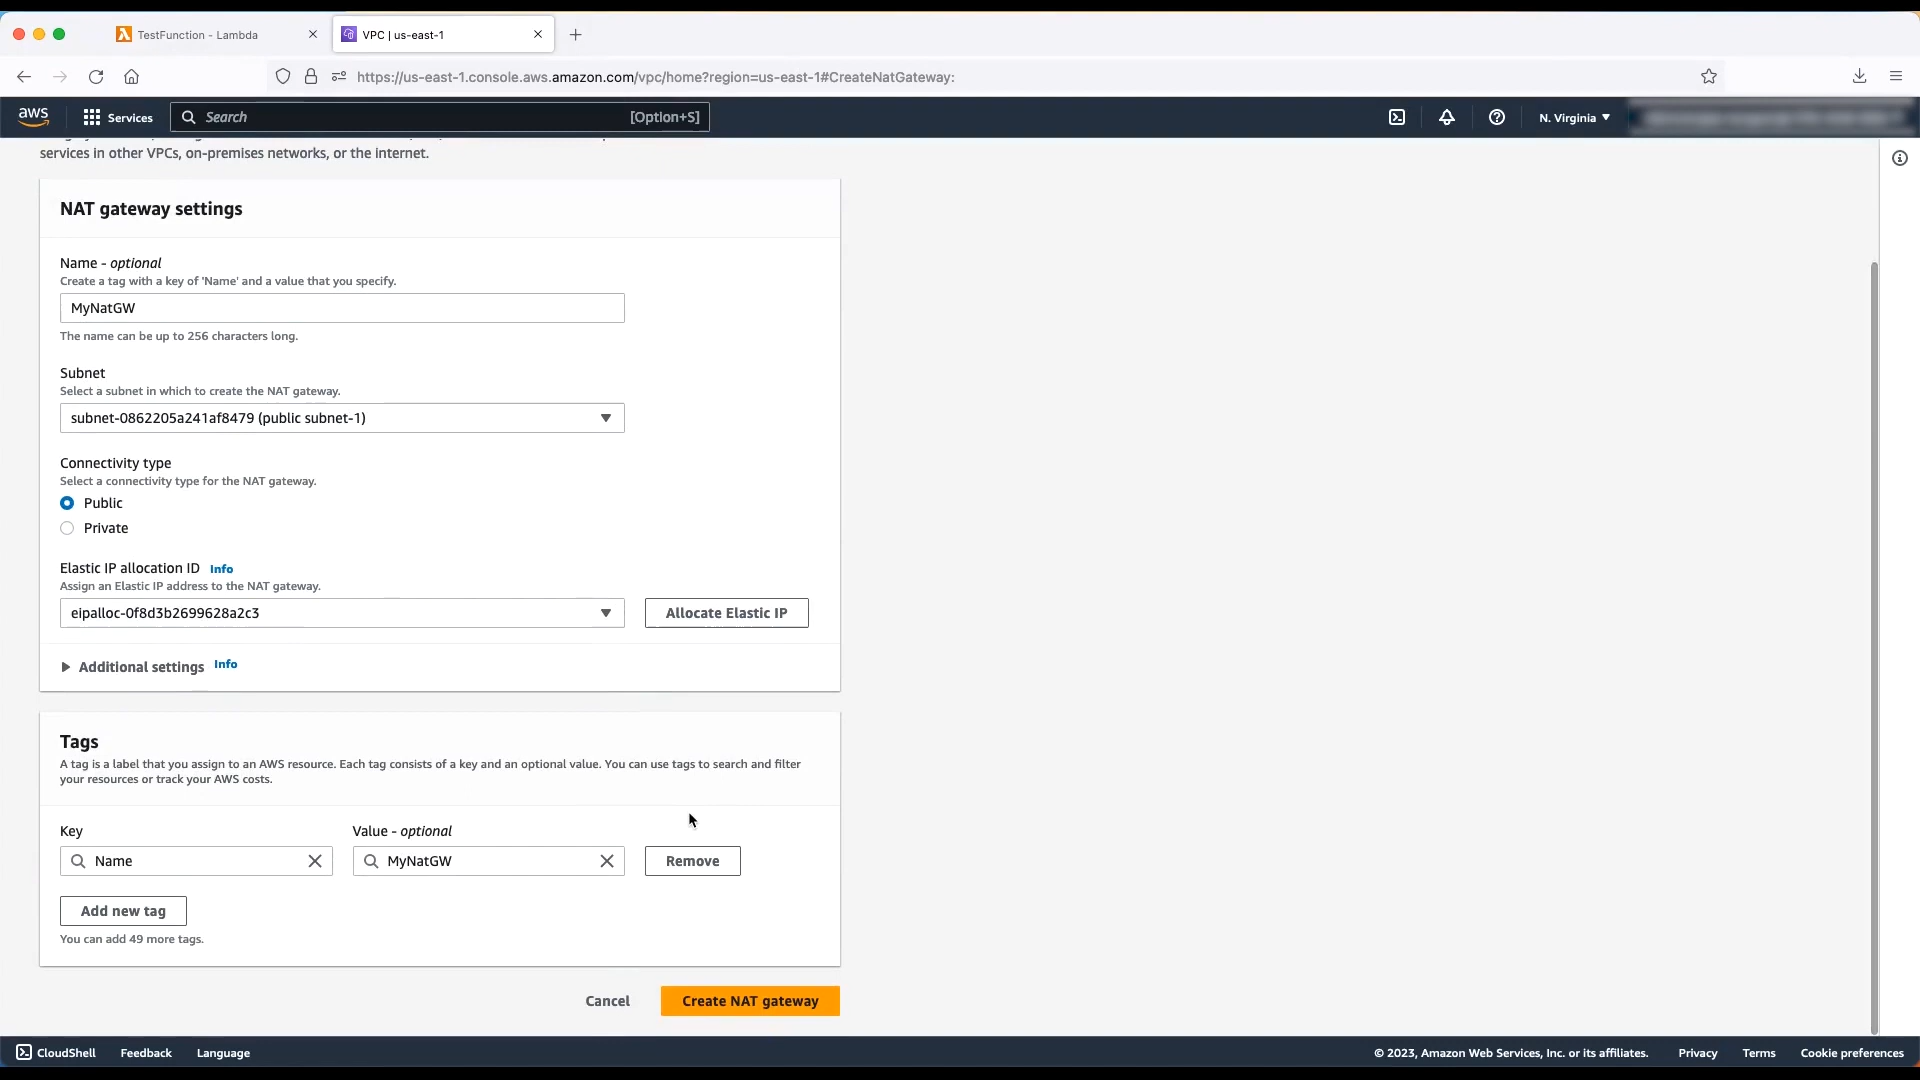 TestFunction - Lambda
VPC | us-east-1
https://us-east-1.console.aws.amazon.com/vpc/home?region=us-east-1#CreateNatGateway:
aws
Services
Search
[Option+S]
N. Virginia
services in other VPCs, on-premises networks, or the internet.
NAT gateway settings
Name - optional
Create a tag with a key of 'Name' and a value that you specify.
MyNatGW
The name can be up to 256 characters long.
Subnet
Select a subnet in which to create the NAT gateway.
subnet-0862205a241af8479 (public subnet-1)
Connectivity type
Select a connectivity type for the NAT gateway.
Public
Private
Elastic IP allocation ID Info
Assign an Elastic IP address to the NAT gateway.
eipalloc-0f8d3b2699628a2c3
Allocate Elastic IP
Additional settings Info
Tags
A tag is a label that you assign to an AWS resource. Each tag consists of a key and an optional value. You can use tags to search and filter
your resources or track your AWS costs.
Key
Value - optional
Name
MyNatGW
Remove
Add new tag
You can add 49 more tags.
Cancel
Create NAT gateway
CloudShell
Feedback
Language
© 2023, Amazon Web Services, Inc. or its affiliates.
Privacy
Terms
Cookie preferences